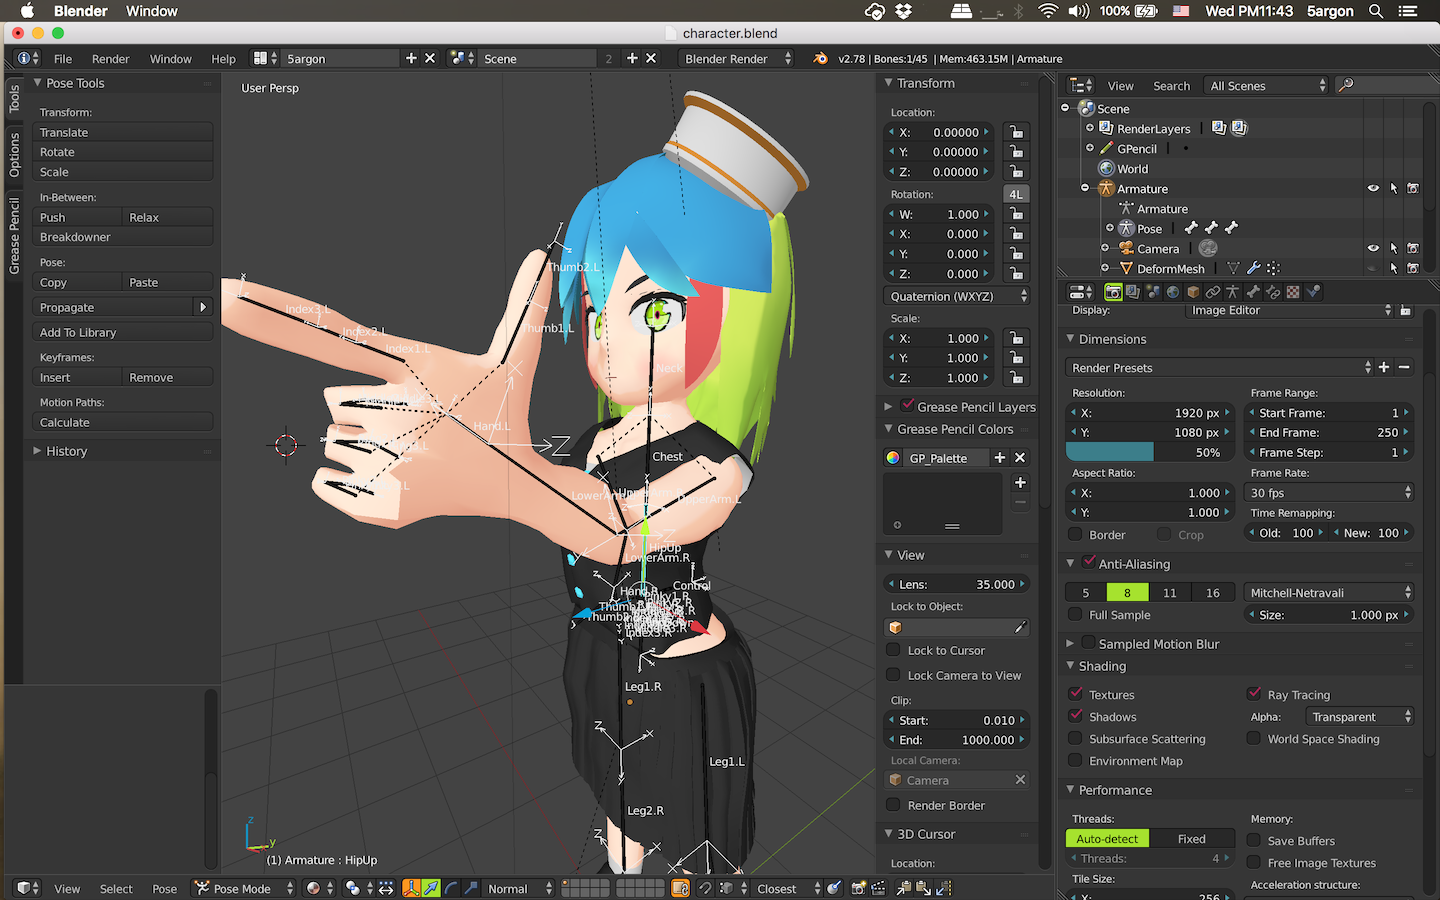 Blender Window 100% Wed PM11:43 5argon
character.blend
File Render Window Help 5argon Scene 2 Blender Render v2.78 | Bones:1/45 | Mem:463.15M | Armature
Tools
Options
Grease Pencil
Pose Tools
Transform:
Translate
Rotate
Scale
In-Between:
Push Relax
Breakdowner
Pose:
Copy Paste
Propagate
Add To Library
Keyframes:
Insert Remove
Motion Paths:
Calculate
History
User Persp
Thumb2.L
Index3.L
Thumb1.L
Index2.L
Index1.L
Neck
Hand.L
Chest
LowerArm.L
UpperArm.L
HipUp
LowerArm.R
Control
Hand.R
Pinky1.R
Index3.R
Leg1.R
Leg1.L
Leg2.R
z
y
(1) Armature : HipUp
View Select Pose Pose Mode Normal Closest
Transform
Location:
X: 0.00000
Y: 0.00000
Z: 0.00000
Rotation: 4L
W: 1.000
X: 0.000
Y: 0.000
Z: 0.000
Quaternion (WXYZ)
Scale:
X: 1.000
Y: 1.000
Z: 1.000
Grease Pencil Layers
Grease Pencil Colors
GP_Palette
View
Lens: 35.000
Lock to Object:
Lock to Cursor
Lock Camera to View
Clip:
Start: 0.010
End: 1000.000
Local Camera:
Camera
Render Border
3D Cursor
Location:
View Search All Scenes
Scene
RenderLayers
GPencil
World
Armature
Armature
Pose
Camera
DeformMesh
Display: Image Editor
Dimensions
Render Presets
Resolution: Frame Range:
X: 1920 px Start Frame: 1
Y: 1080 px End Frame: 250
50% Frame Step: 1
Aspect Ratio: Frame Rate:
X: 1.000 30 fps
Y: 1.000 Time Remapping:
Border Crop Old: 100 New: 100
Anti-Aliasing
5 8 11 16 Mitchell-Netravali
Full Sample Size: 1.000 px
Sampled Motion Blur
Shading
Textures Ray Tracing
Shadows Alpha: Transparent
Subsurface Scattering World Space Shading
Environment Map
Performance
Threads: Memory:
Auto-detect Fixed Save Buffers
Threads: 4 Free Image Textures
Tile Size: Acceleration structure:
X: 256